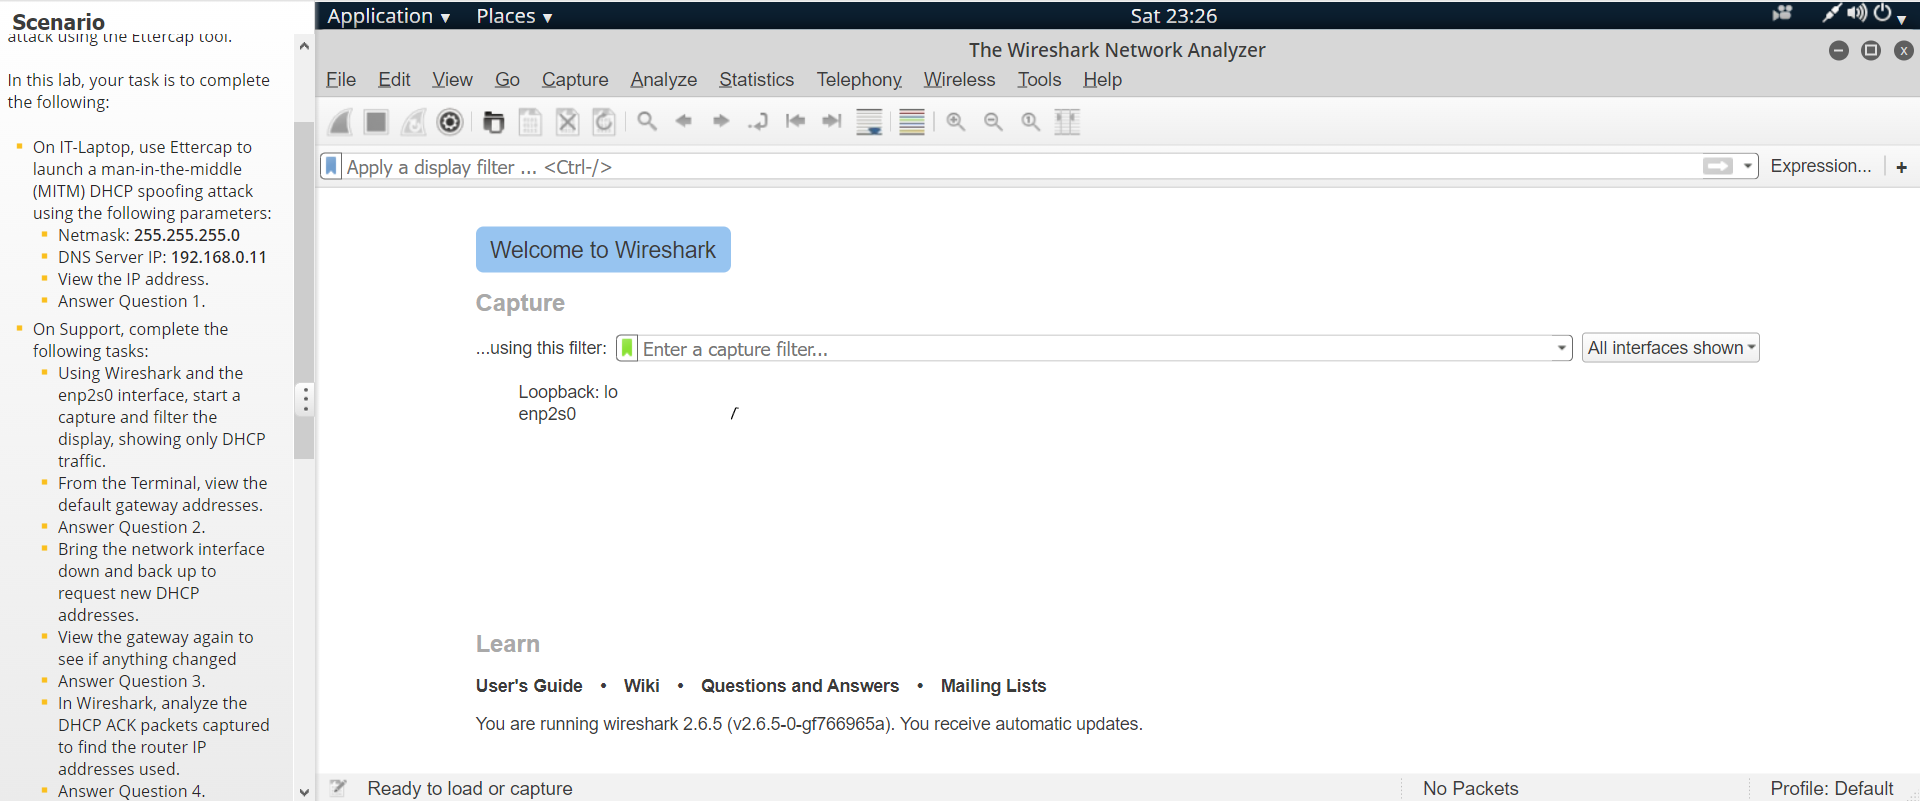 Scenario
attack using the Ettercap tool.
In this lab, your task is to complete
the following:
On IT-Laptop, use Ettercap to
launch a man-in-the-middle
(MITM) DHCP spoofing attack
using the following parameters:
Netmask: 255.255.255.0
DNS Server IP: 192.168.0.11
View the IP address.
Answer Question 1.
On Support, complete the
following tasks:
Using Wireshark and the
enp2s0 interface, start a
capture and filter the
display, showing only DHCP
traffic.
From the Terminal, view the
default gateway addresses.
Answer Question 2.
Bring the network interface
down and back up to
request new DHCP
addresses.
View the gateway again to
see if anything changed
Answer Question 3.
In Wireshark, analyze the
DHCP ACK packets captured
to find the router IP
addresses used.
Answer Question 4.
Application ▾ Places ▾ Sat 23:26
The Wireshark Network Analyzer
File Edit View Go Capture Analyze Statistics Telephony Wireless Tools Help
Apply a display filter ... <Ctrl-/> Expression... +
Welcome to Wireshark
Capture
...using this filter: Enter a capture filter... All interfaces shown
Loopback: lo
enp2s0
Learn
User's Guide • Wiki • Questions and Answers • Mailing Lists
You are running wireshark 2.6.5 (v2.6.5-0-gf766965a). You receive automatic updates.
Ready to load or capture No Packets Profile: Default